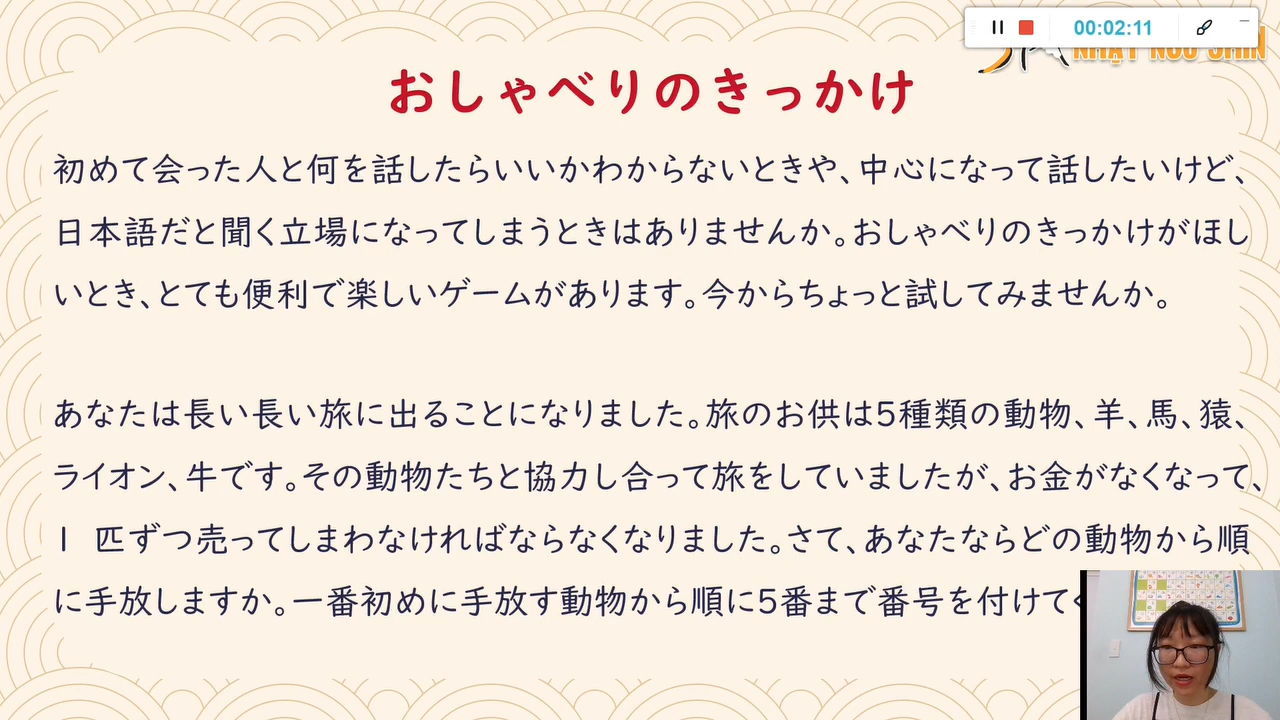 00:02:11
NHẬT NGỮ SHIN
おしゃべりのきっかけ
初めて会った人と何を話したらいいかわからないときや、中心になって話したいけど、
日本語だと聞く立場になってしまうときはありませんか。おしゃべりのきっかけがほし
いとき、とても便利で楽しいゲームがあります。今からちょっと試してみませんか。
あなたは長い長い旅に出ることになりました。旅のお供は5種類の動物、羊、馬、猿、
ライオン、牛です。その動物たちと協力し合って旅をしていましたが、お金がなくなって、
1 匹ずつ売ってしまわなければならなくなりました。さて、あなたならどの動物から順
に手放しますか。一番初めに手放す動物から順に5番まで番号を付けて